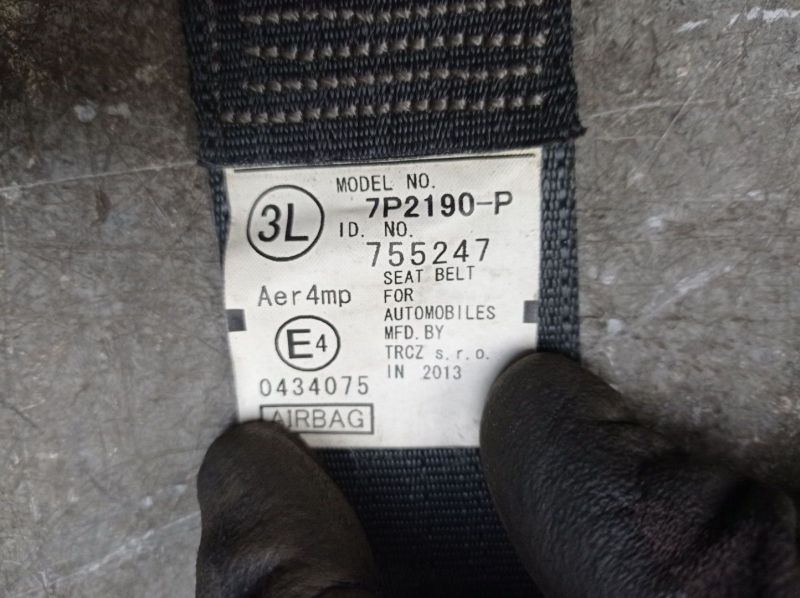 3L
MODEL NO.
7P2190-P
ID. NO.
755247
SEAT BELT
FOR
AUTOMOBILES
MFD. BY
TRCZ s.r.o.
IN 2013
Aer4mp
E4
0434075
AIRBAG